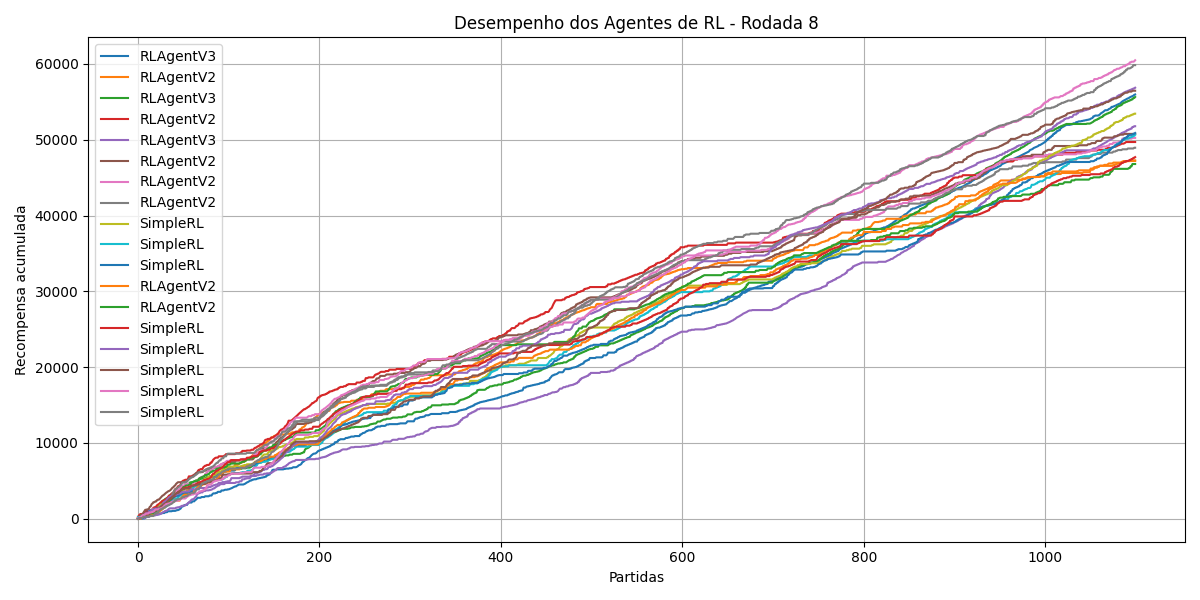 Desempenho dos Agentes de RL - Rodada 8
RLAgentV3
RLAgentV2
RLAgentV3
RLAgentV2
RLAgentV3
RLAgentV2
RLAgentV2
RLAgentV2
SimpleRL
SimpleRL
SimpleRL
RLAgentV2
RLAgentV2
SimpleRL
SimpleRL
SimpleRL
SimpleRL
SimpleRL
Recompensa acumulada
60000
50000
40000
30000
20000
10000
0
0 200 400 600 800 1000
Partidas